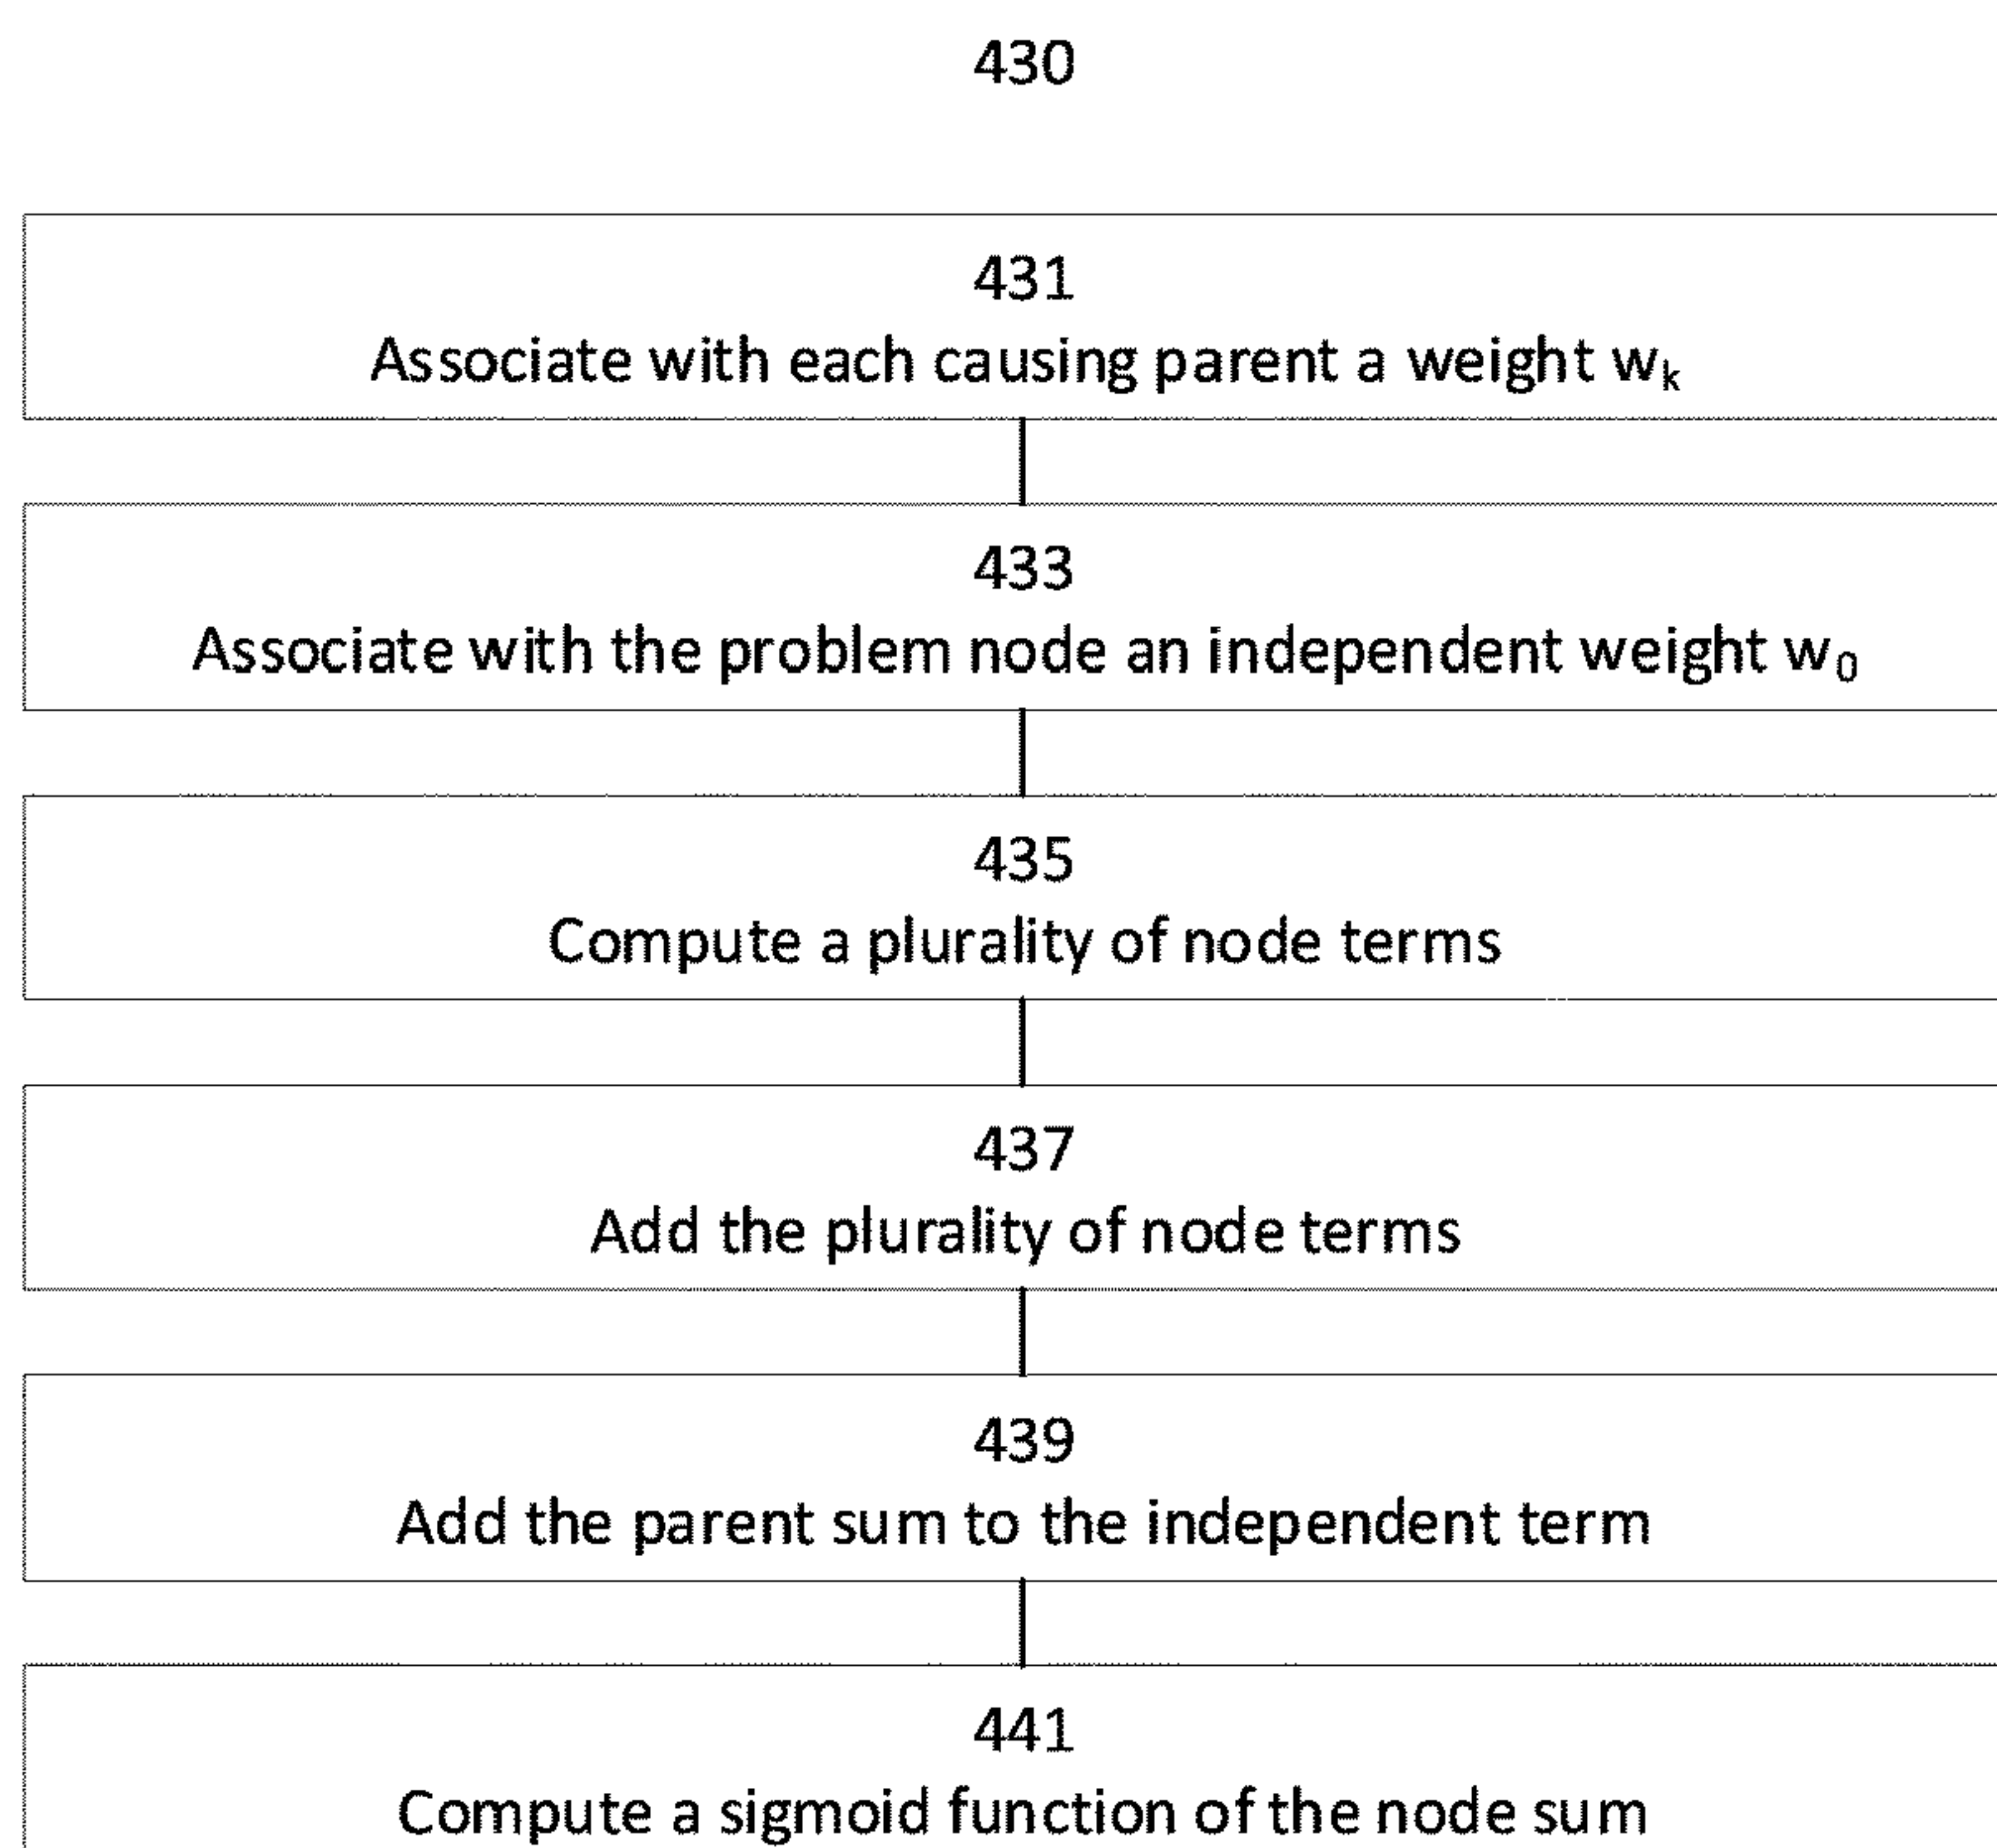 430
431
Associate with each causing parent a weight wₖ
433
Associate with the problem node an independent weight w₀
435
Compute a plurality of node terms
437
Add the plurality of node terms
439
Add the parent sum to the independent term
441
Compute a sigmoid function of the node sum